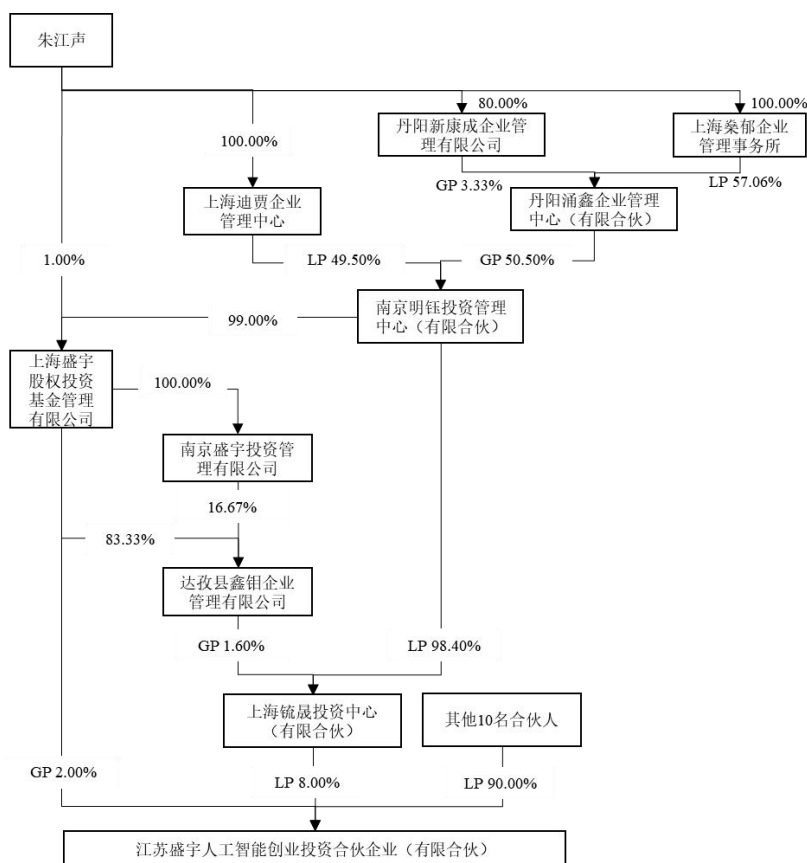 朱江声
80.00%
100.00%
丹阳新康成企业管
理有限公司
上海燊郁企业
管理事务所
100.00%
GP 3.33%
LP 57.06%
上海迪贾企业
管理中心
丹阳涌鑫企业管理
中心（有限合伙）
1.00%
LP 49.50%
GP 50.50%
南京明钰投资管理
中心（有限合伙）
99.00%
上海盛宇
股权投资
基金管理
有限公司
100.00%
南京盛宇投资管
理有限公司
16.67%
83.33%
达孜县鑫钼企业
管理有限公司
GP 1.60%
LP 98.40%
上海毓晟投资中心
（有限合伙）
其他10名合伙人
GP 2.00%
LP 8.00%
LP 90.00%
江苏盛宇人工智能创业投资合伙企业（有限合伙）